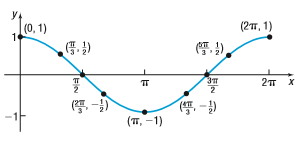 y
(0, 1)
(2π, 1)
1
(π/3, 1/2)
(5π/3, 1/2)
π/2
π
3π/2
2π
x
(2π/3, −1/2)
(4π/3, −1/2)
−1
(π, −1)